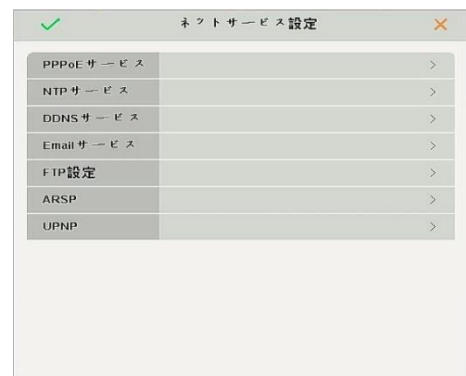 ネットサービス設定
PPPoEサービス
NTPサービス
DDNSサービス
Emailサービス
FTP設定
ARSP
UPNP